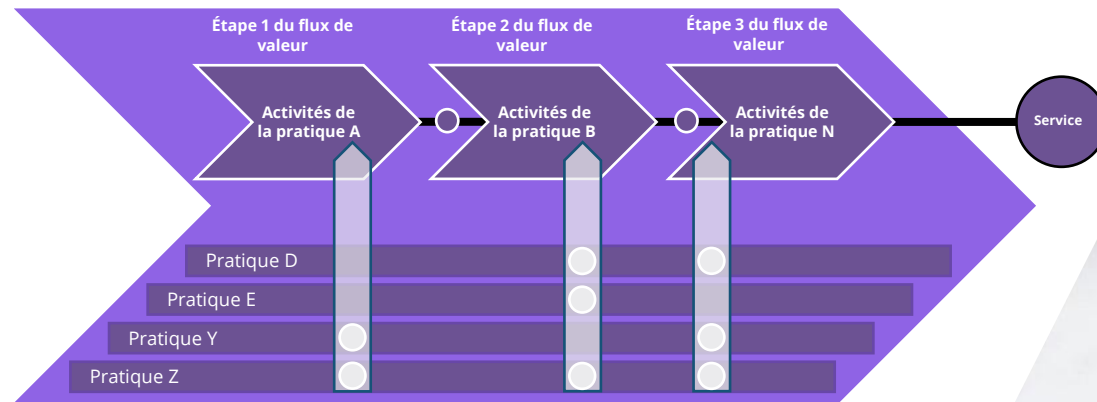 Étape 1 du flux de
valeur
Étape 2 du flux de
valeur
Étape 3 du flux de
valeur
Activités de
la pratique A
Activités de
la pratique B
Activités de
la pratique N
Service
Pratique D
Pratique E
Pratique Y
Pratique Z